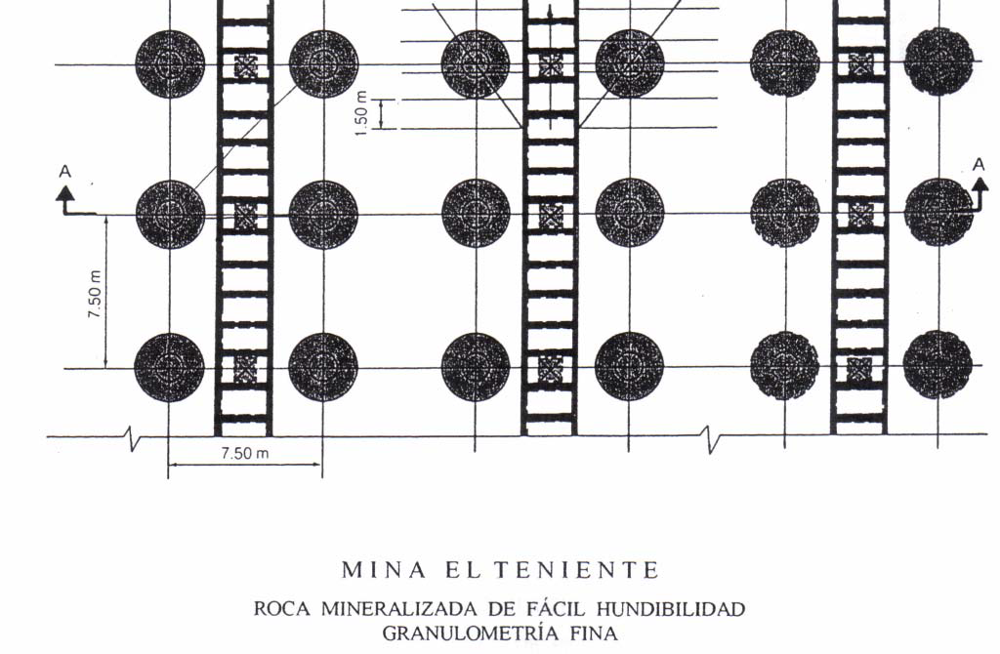 1.50 m
A
A
7.50 m
7.50 m
MINA EL TENIENTE
ROCA MINERALIZADA DE FÁCIL HUNDIBILIDAD
GRANULOMETRÍA FINA